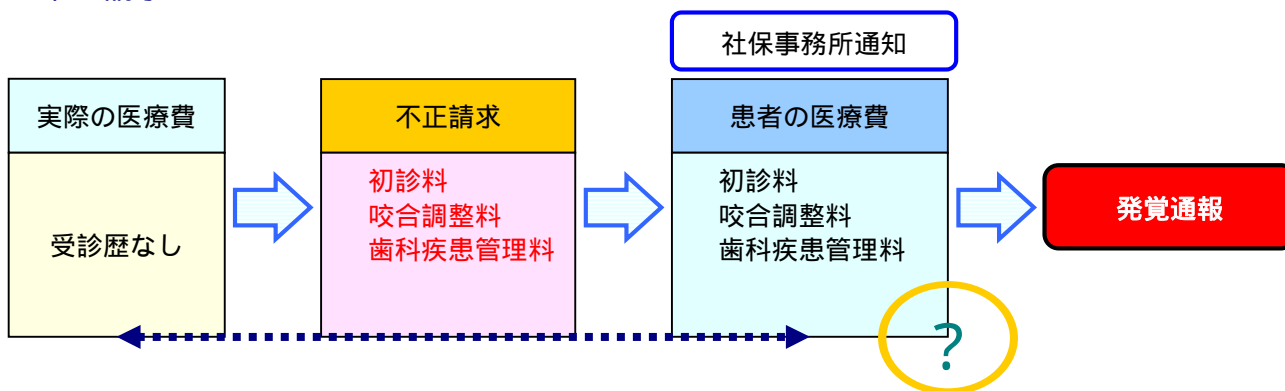 社保事務所通知
実際の医療費
受診歴なし
不正請求
初診料
咬合調整料
歯科疾患管理料
患者の医療費
初診料
咬合調整料
歯科疾患管理料
?
発覚通報